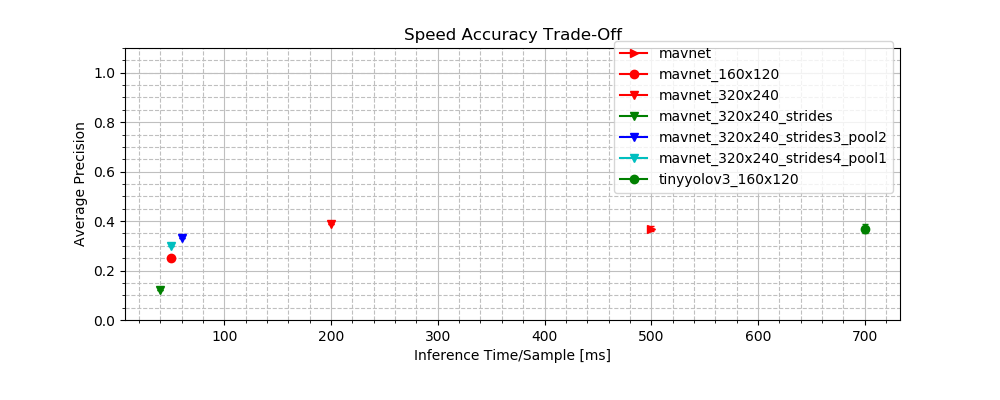 Speed Accuracy Trade-Off
mavnet
mavnet_160x120
mavnet_320x240
mavnet_320x240_strides
mavnet_320x240_strides3_pool2
mavnet_320x240_strides4_pool1
tinyyolov3_160x120
Average Precision
1.0
0.8
0.6
0.4
0.2
0.0
100 200 300 400 500 600 700
Inference Time/Sample [ms]